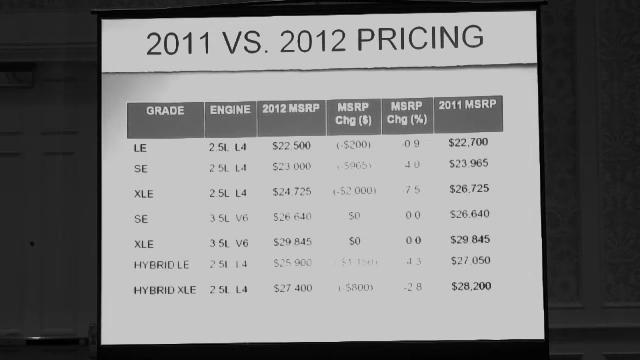 2011 VS. 2012 PRICING
GRADE ENGINE 2012 MSRP MSRP Chg ($) MSRP Chg (%) 2011 MSRP
LE 2.5L L4 $22,500 (-$200) -0.9 $22,700
SE 2.5L L4 $23,000 (-$965) 4.0 $23,965
XLE 2.5L L4 $24,725 (-$2,000) 7.5 $26,725
SE 3.5L V6 $26,640 $0 0.0 $26,640
XLE 3.5L V6 $29,845 $0 0.0 $29,845
HYBRID LE 2.5L L4 $25,900 4.3 $27,050
HYBRID XLE 2.5L L4 $27,400 (-$800) -2.8 $28,200